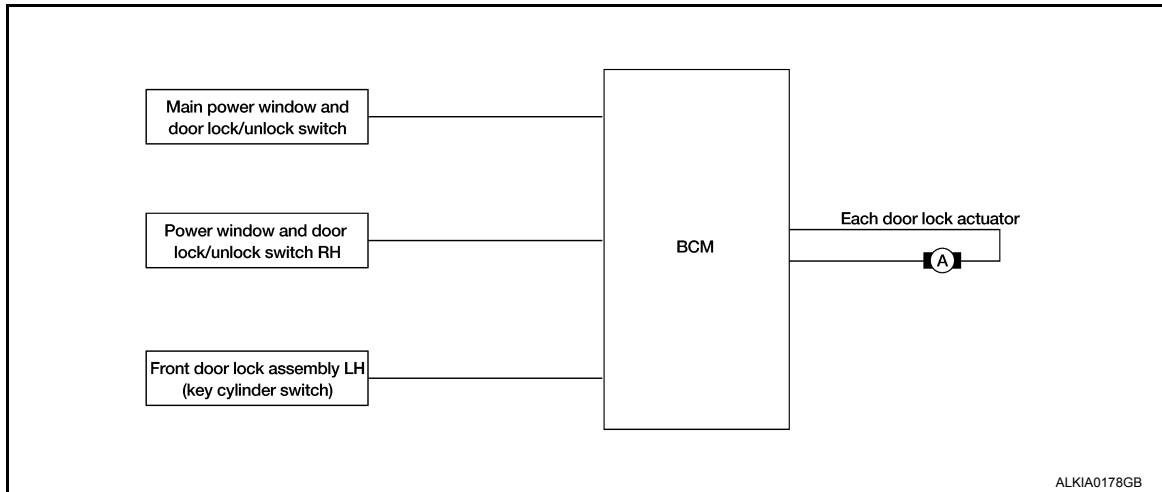 Main power window and
door lock/unlock switch
Power window and door
lock/unlock switch RH
Front door lock assembly LH
(key cylinder switch)
BCM
Each door lock actuator
A
ALKIA0178GB